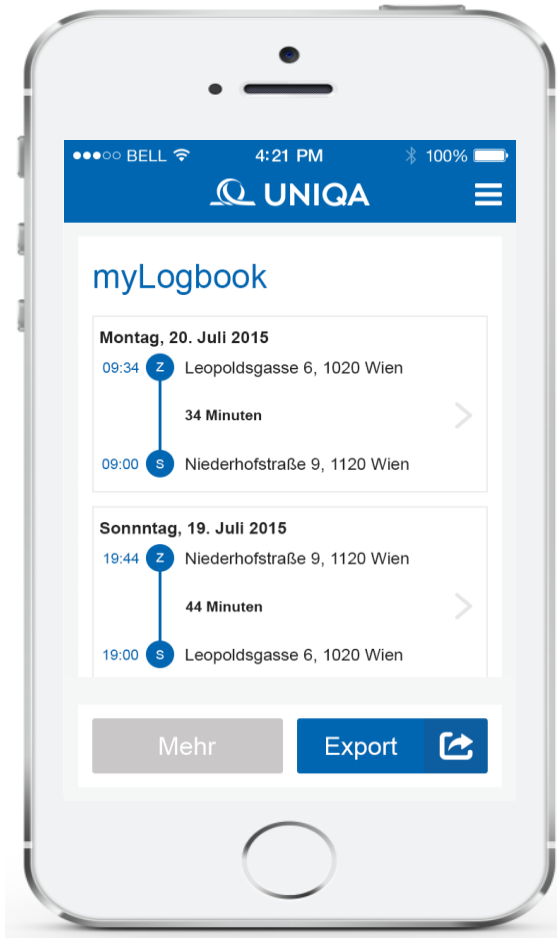 BELL 4:21 PM 100%
UNIQA
myLogbook
Montag, 20. Juli 2015
09:34 Z Leopoldsgasse 6, 1020 Wien
34 Minuten
09:00 S Niederhofstraße 9, 1120 Wien
Sonnntag, 19. Juli 2015
19:44 Z Niederhofstraße 9, 1120 Wien
44 Minuten
19:00 S Leopoldsgasse 6, 1020 Wien
Mehr Export